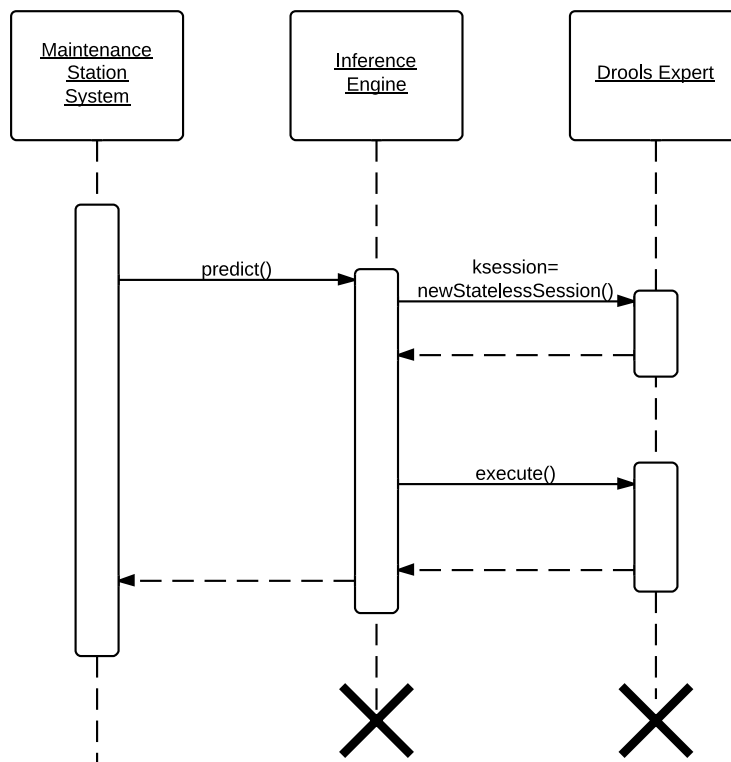 Maintenance
Station
System
Inference
Engine
Drools Expert
predict()
ksession=
newStatelessSession()
execute()